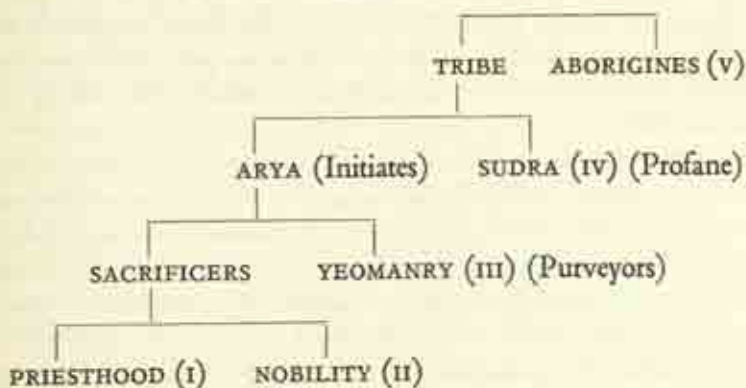 TRIBE ABORIGINES (V)
ARYA (Initiates) SUDRA (IV) (Profane)
SACRIFICERS YEOMANRY (III) (Purveyors)
PRIESTHOOD (I) NOBILITY (II)